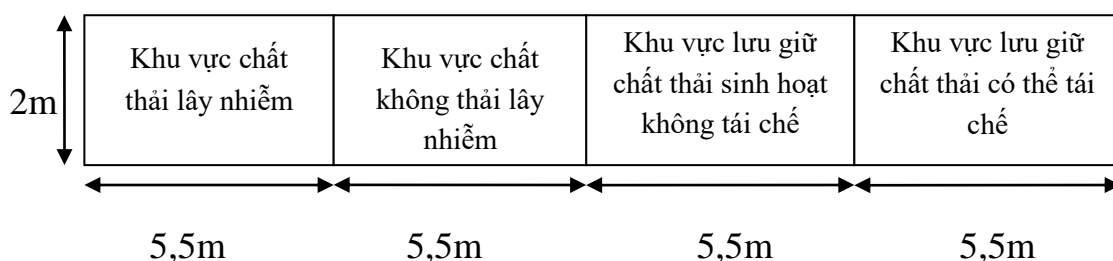 Khu vực chất
thải lây nhiễm
Khu vực chất
không thải lây
nhiễm
Khu vực lưu giữ
chất thải sinh hoạt
không tái chế
Khu vực lưu giữ
chất thải có thể tái
chế
2m
5,5m
5,5m
5,5m
5,5m